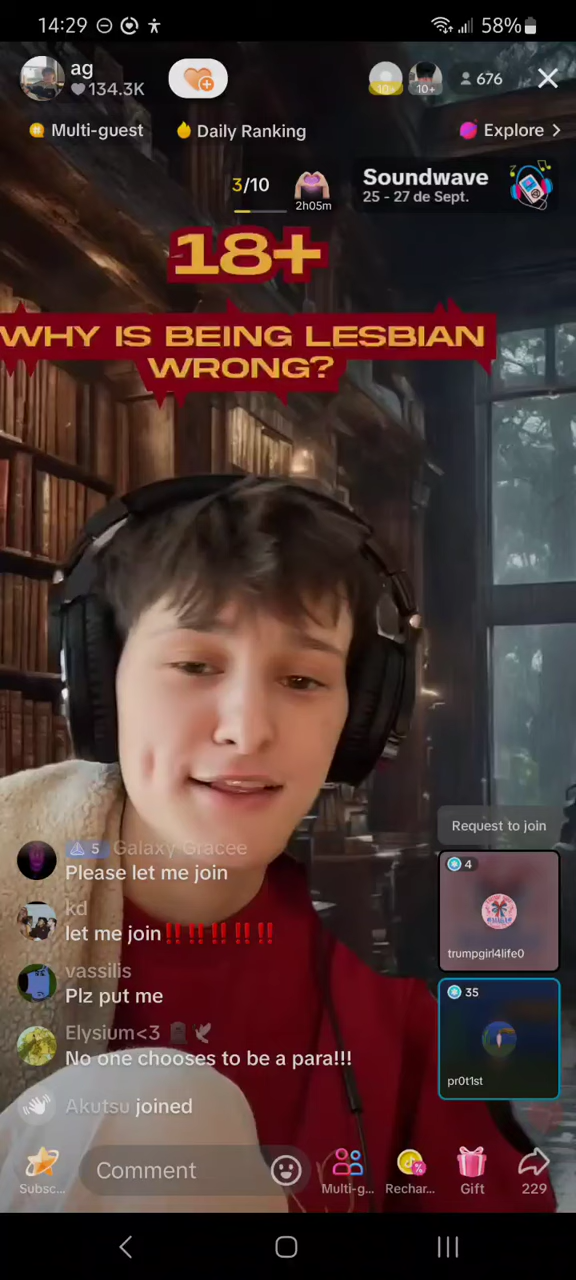 14:29
58%
ag
134.3K
10+
10+
676
Multi-guest
Daily Ranking
Explore
3/10
2h05m
Soundwave
25 - 27 de Sept.
18+
WHY IS BEING LESBIAN
WRONG?
Request to join
5 Galaxy Gracee
Please let me join
kd
let me join‼️‼️‼️‼️‼️
vassilis
Plz put me
Elysium<3
No one chooses to be a para!!!
Akutsu joined
4
trumpgirl4life0
35
pr0t1st
Subsc...
Comment
Multi-g...
Rechar...
Gift
229